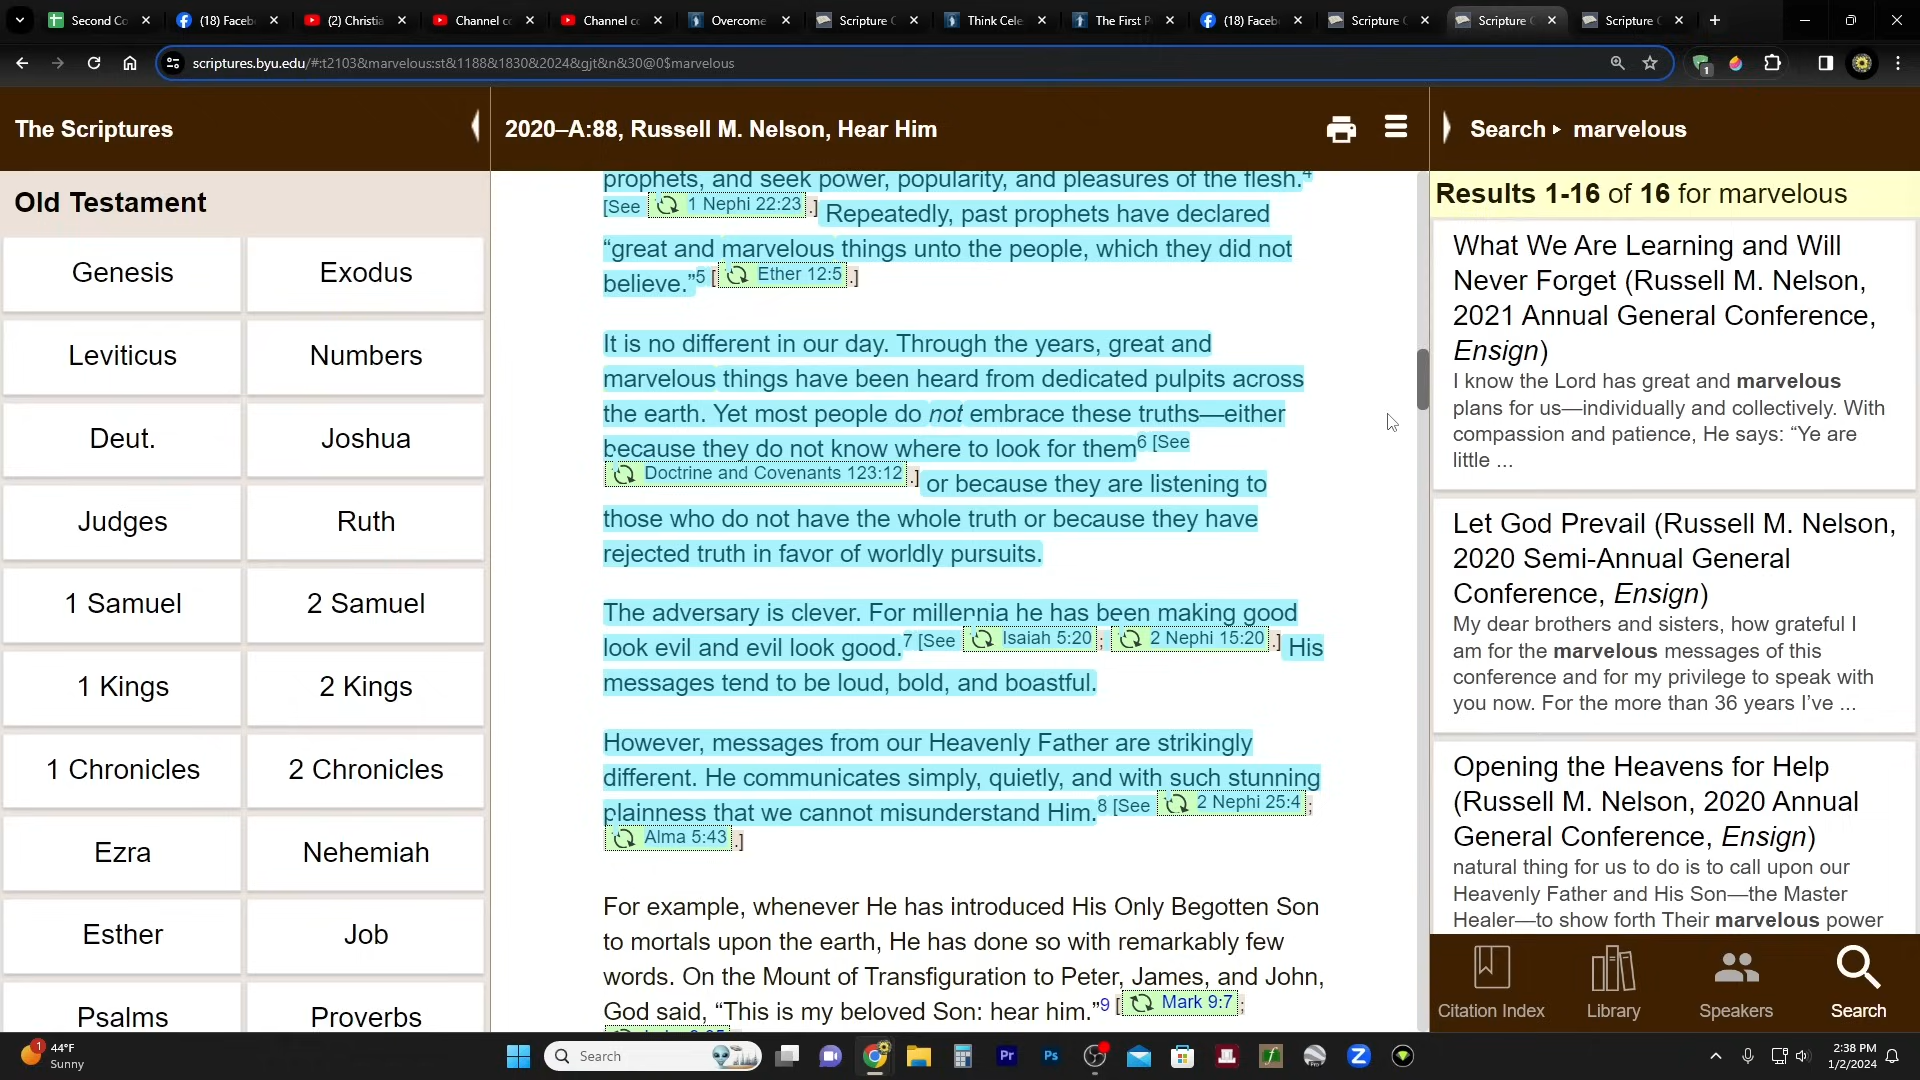 Second Co
(18) Faceb
(2) Christia
Channel co
Channel co
Overcome
Scripture C
Think Cele
The First P
(18) Faceb
Scripture C
Scripture C
Scripture C
scriptures.byu.edu/#:t2103&marvelous:st&1188&1830&2024&gjt&n&30@0$marvelous
1
The Scriptures
2020–A:88, Russell M. Nelson, Hear Him
Search ▸ marvelous
Old Testament
Genesis
Exodus
Leviticus
Numbers
Deut.
Joshua
Judges
Ruth
1 Samuel
2 Samuel
1 Kings
2 Kings
1 Chronicles
2 Chronicles
Ezra
Nehemiah
Esther
Job
Psalms
Proverbs
prophets, and seek power, popularity, and pleasures of the flesh.4
[See 1 Nephi 22:23.] Repeatedly, past prophets have declared
“great and marvelous things unto the people, which they did not
believe.”5 [Ether 12:5.]
It is no different in our day. Through the years, great and
marvelous things have been heard from dedicated pulpits across
the earth. Yet most people do not embrace these truths—either
because they do not know where to look for them6 [See
Doctrine and Covenants 123:12.] or because they are listening to
those who do not have the whole truth or because they have
rejected truth in favor of worldly pursuits.
The adversary is clever. For millennia he has been making good
look evil and evil look good.7 [See Isaiah 5:20; 2 Nephi 15:20.] His
messages tend to be loud, bold, and boastful.
However, messages from our Heavenly Father are strikingly
different. He communicates simply, quietly, and with such stunning
plainness that we cannot misunderstand Him.8 [See 2 Nephi 25:4;
Alma 5:43.]
For example, whenever He has introduced His Only Begotten Son
to mortals upon the earth, He has done so with remarkably few
words. On the Mount of Transfiguration to Peter, James, and John,
God said, “This is my beloved Son: hear him.”9 [Mark 9:7;
Results 1-16 of 16 for marvelous
What We Are Learning and Will
Never Forget (Russell M. Nelson,
2021 Annual General Conference,
Ensign)
I know the Lord has great and marvelous
plans for us—individually and collectively. With
compassion and patience, He says: “Ye are
little ...
Let God Prevail (Russell M. Nelson,
2020 Semi-Annual General
Conference, Ensign)
My dear brothers and sisters, how grateful I
am for the marvelous messages of this
conference and for my privilege to speak with
you now. For the more than 36 years I’ve ...
Opening the Heavens for Help
(Russell M. Nelson, 2020 Annual
General Conference, Ensign)
natural thing for us to do is to call upon our
Heavenly Father and His Son—the Master
Healer—to show forth Their marvelous power
Citation Index
Library
Speakers
Search
1
44°F
Sunny
Search
Pr
Ps
2:38 PM
1/2/2024